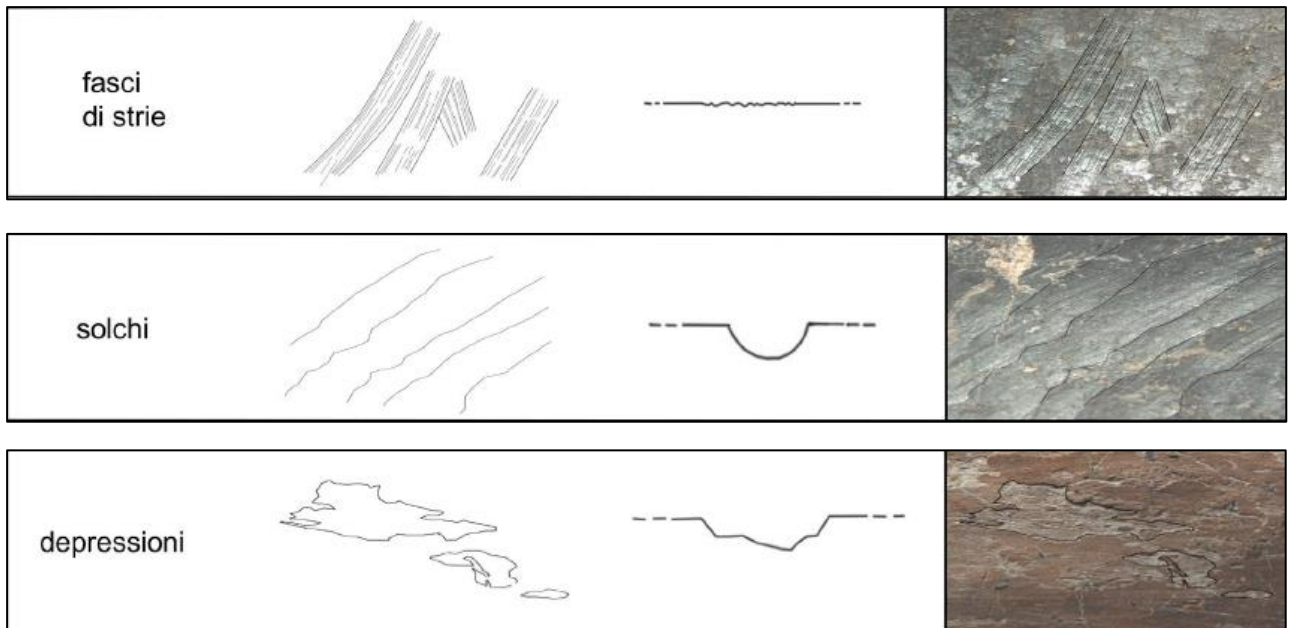 fasci
di strie
solchi
depressioni